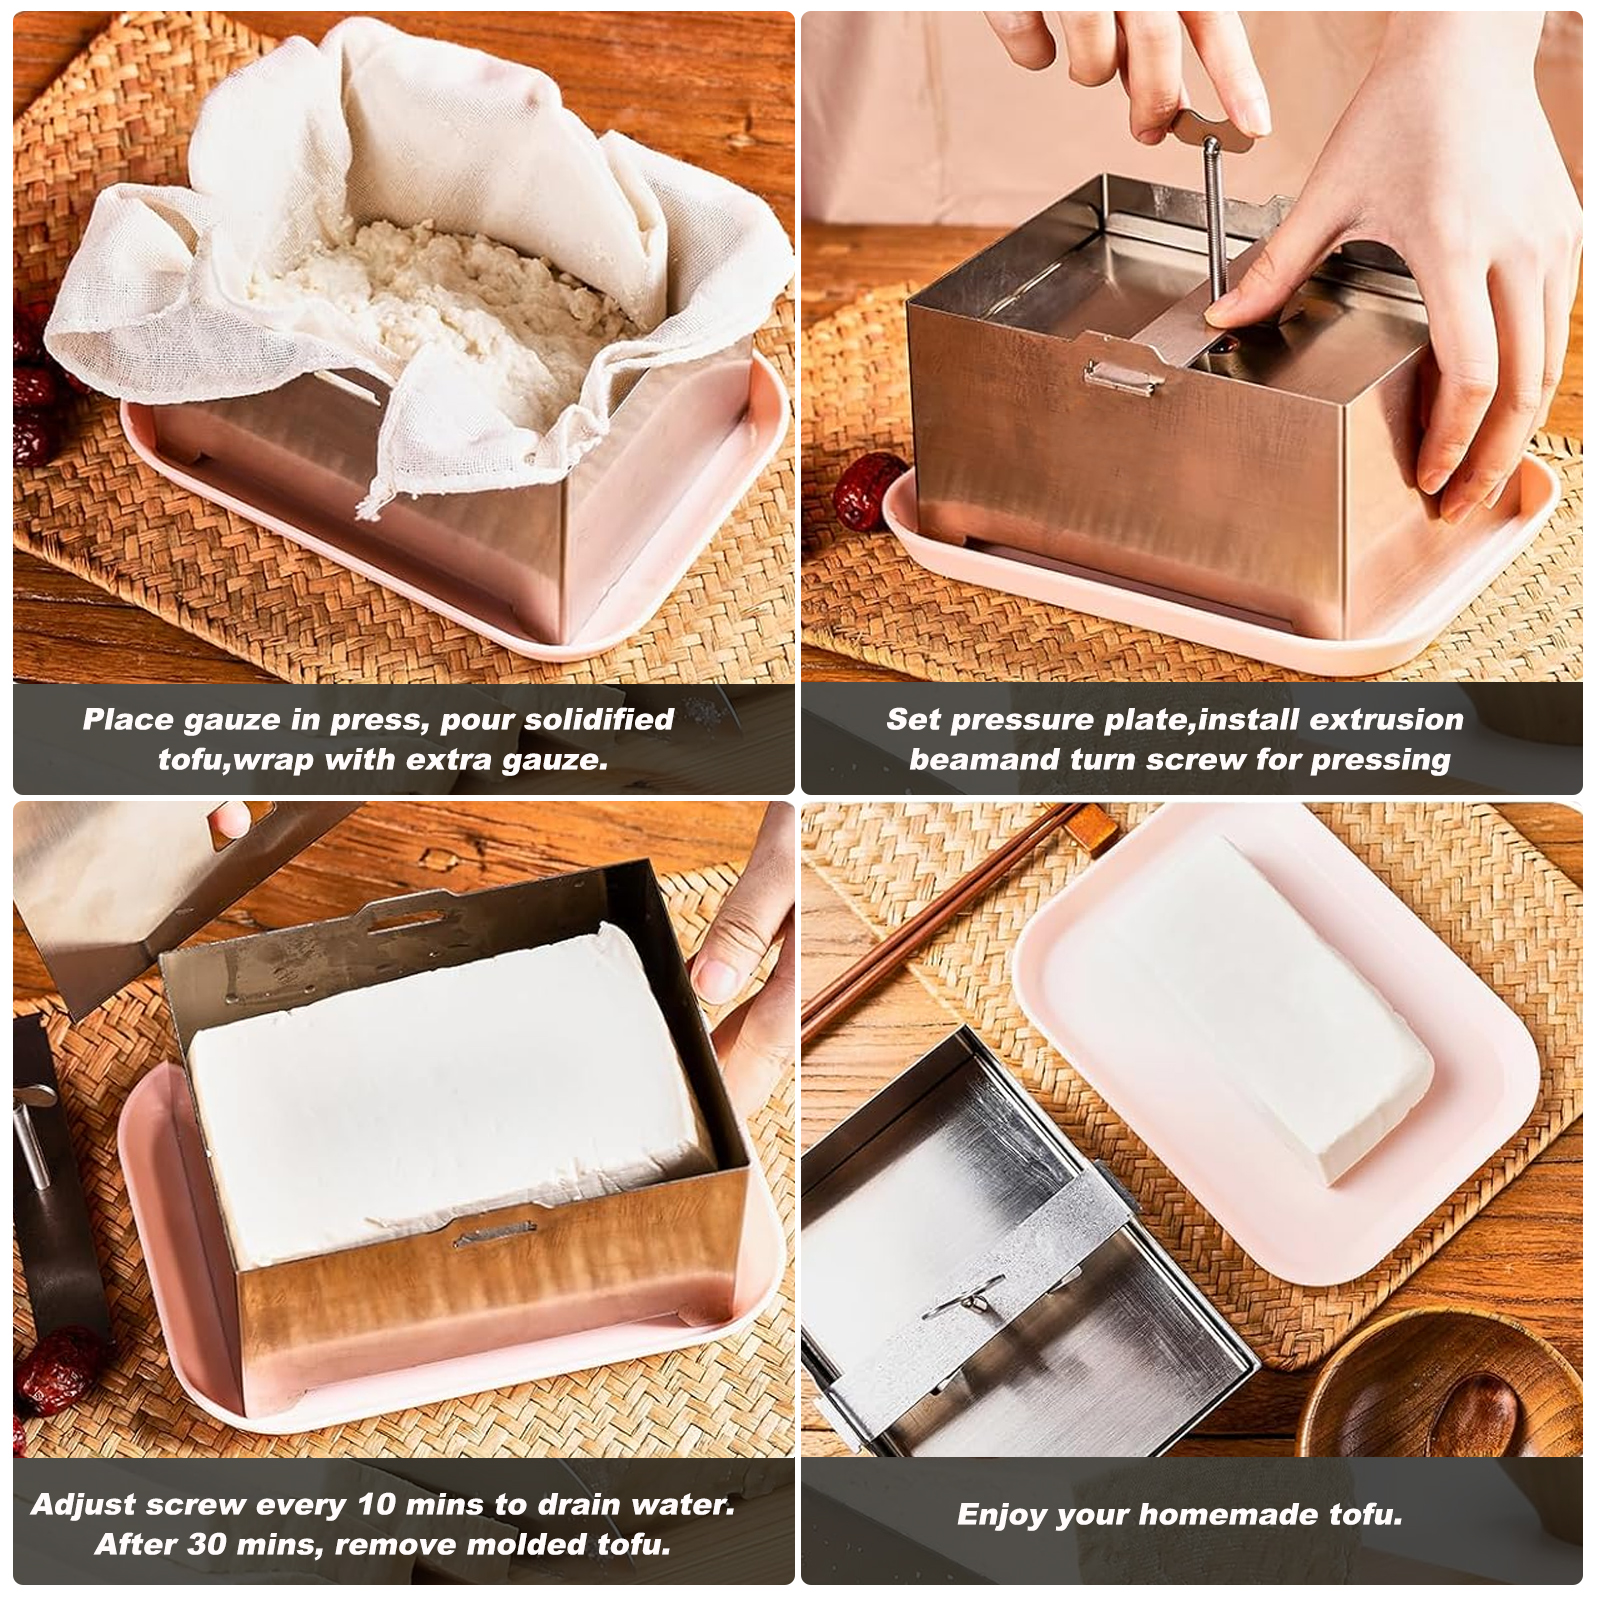 Place gauze in press, pour solidified
tofu,wrap with extra gauze.
Set pressure plate,install extrusion
beamand turn screw for pressing
Adjust screw every 10 mins to drain water.
After 30 mins, remove molded tofu.
Enjoy your homemade tofu.